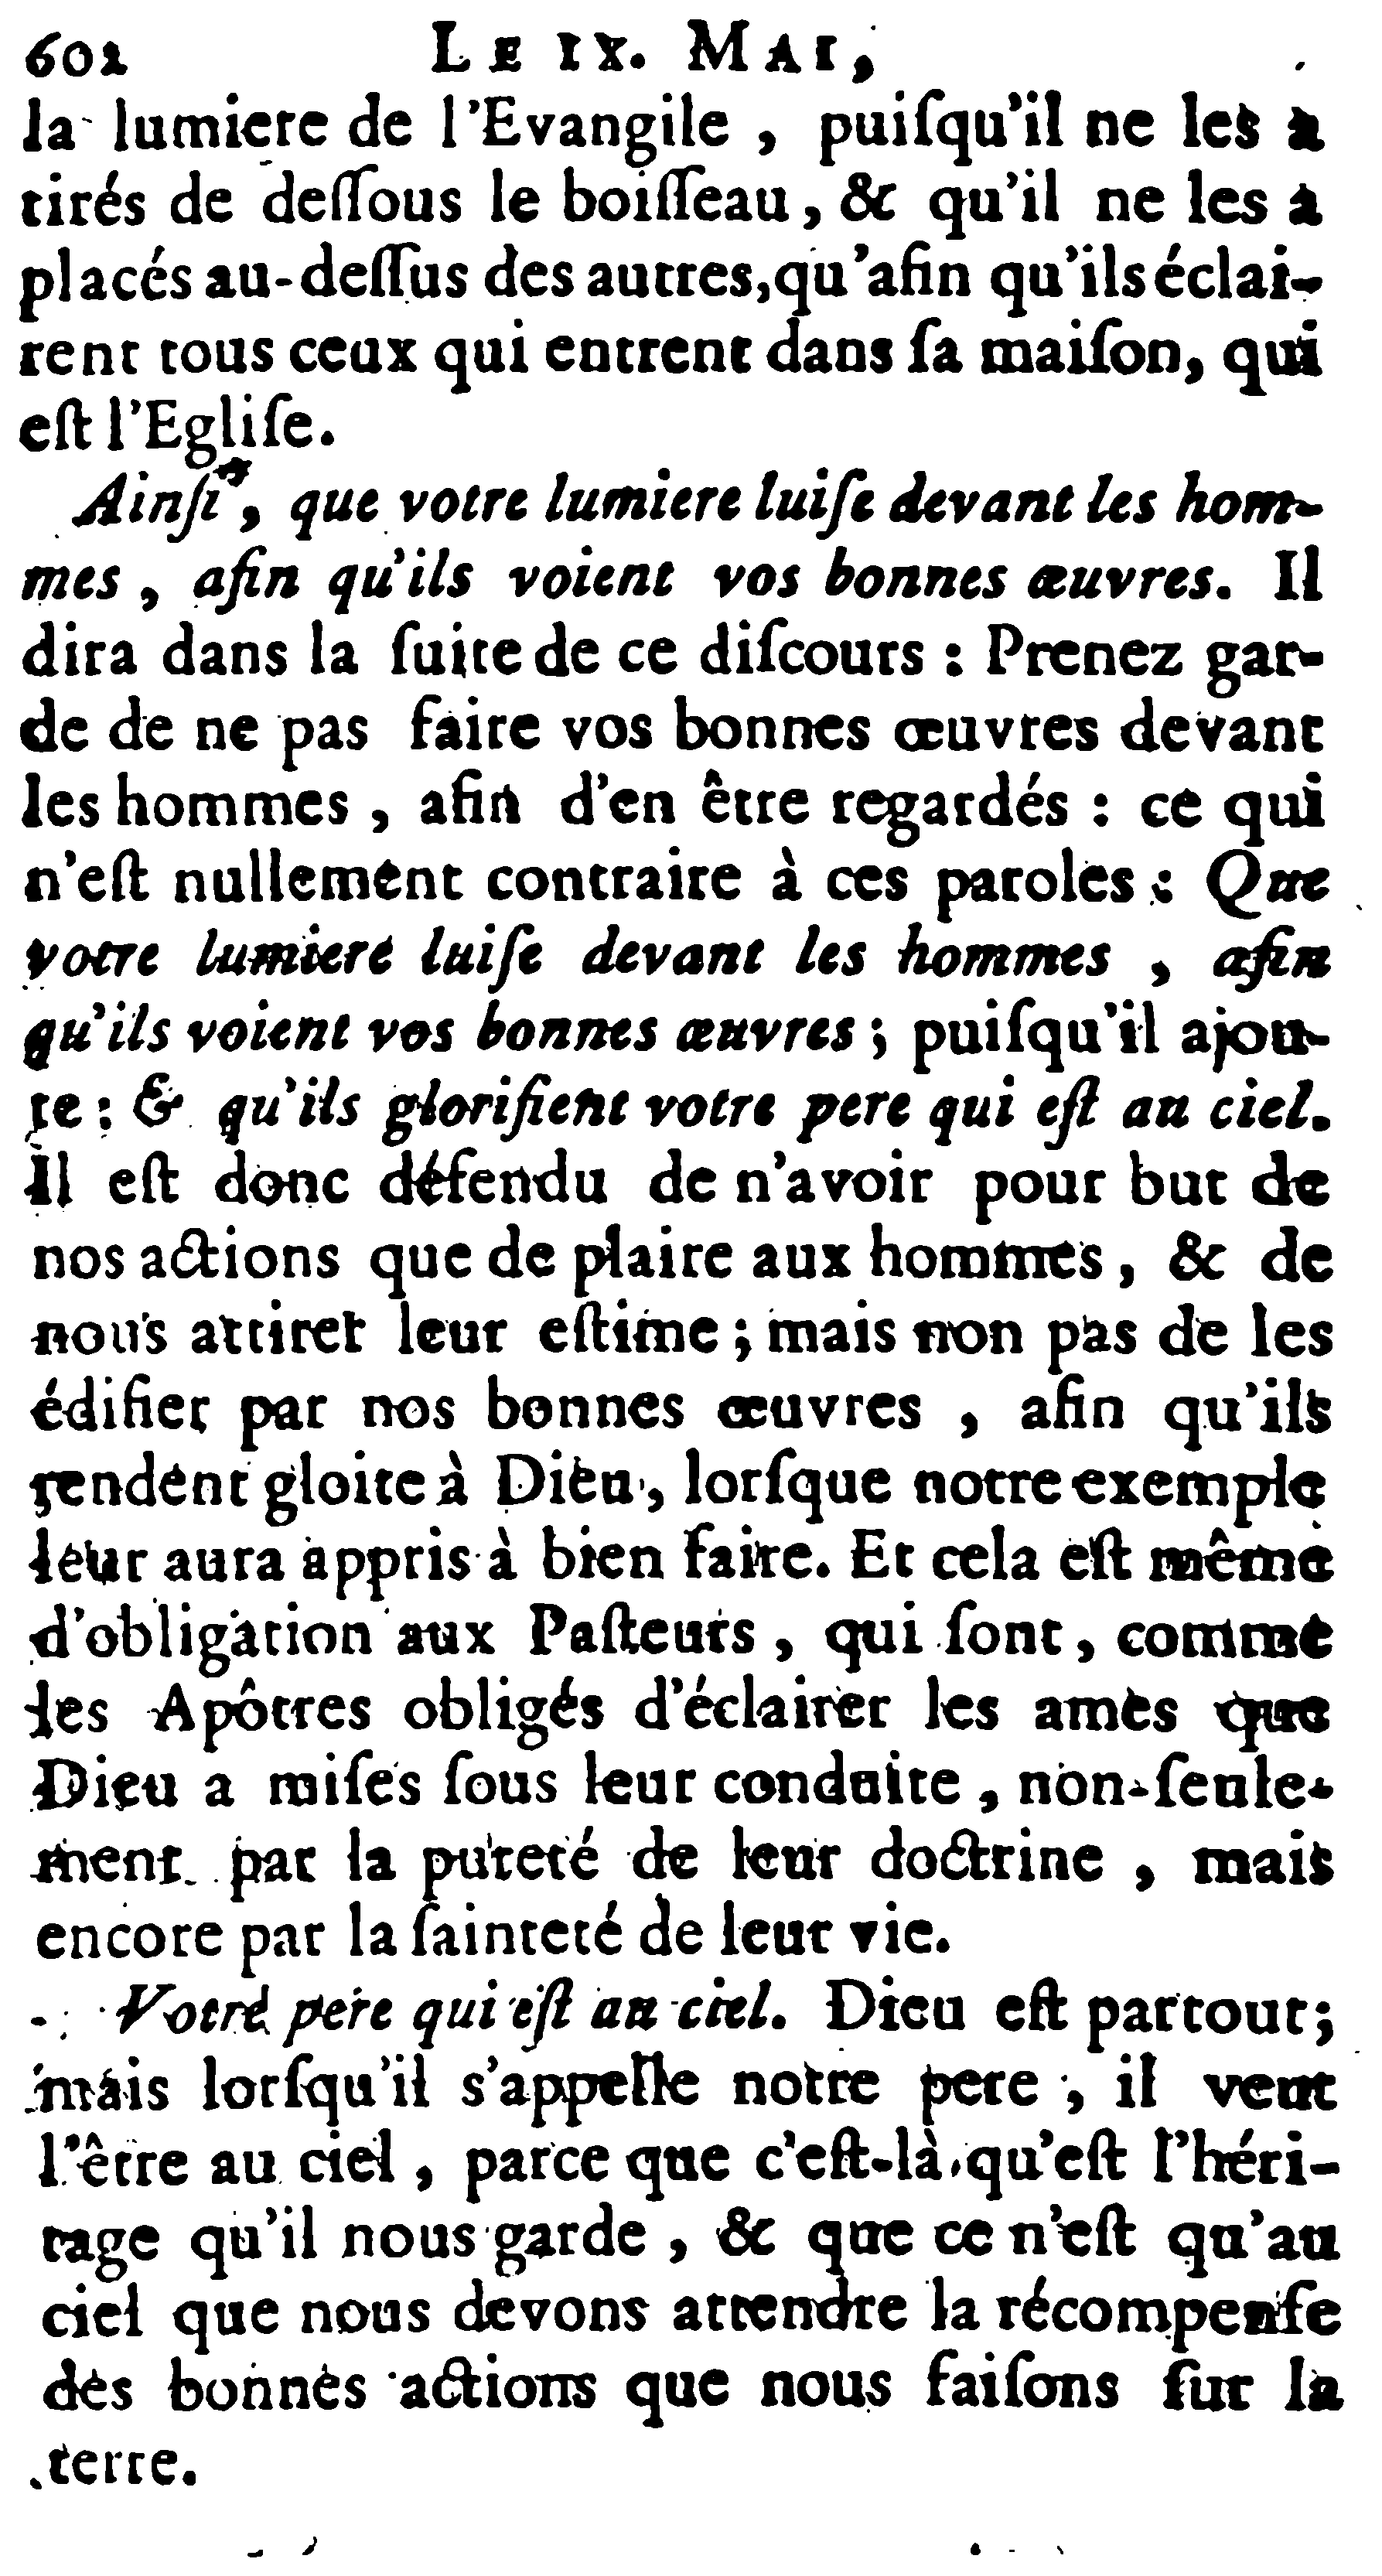 602 LE IX. MAI,
la lumiere de l'Evangile , puiſqu'il ne les a
tirés de deſſous le boiſſeau, & qu'il ne les a
placés au-deſſus des autres, qu'afin qu'ils éclai-
rent tous ceux qui entrent dans ſa maiſon, qui
eſt l'Egliſe.
Ainſi, que votre lumiere luiſe devant les hom-
mes , afin qu'ils voient vos bonnes œuvres. Il
dira dans la ſuite de ce diſcours : Prenez gar-
de de ne pas faire vos bonnes œuvres devant
les hommes , afin d'en être regardés : ce qui
n'eſt nullement contraire à ces paroles : Que
votre lumiere luiſe devant les hommes , afin
qu'ils voient vos bonnes œuvres ; puiſqu'il ajou-
te : & qu'ils glorifient votre pere qui eſt au ciel.
Il eſt donc défendu de n'avoir pour but de
nos actions que de plaire aux hommes, & de
nous attirer leur eſtime ; mais non pas de les
édifier par nos bonnes œuvres , afin qu'ils
rendent gloire à Dieu, lorſque notre exemple
leur aura appris à bien faire. Et cela eſt même
d'obligation aux Paſteurs , qui ſont , comme
les Apôtres obligés d'éclairer les ames que
Dieu a miſes ſous leur conduite , non-ſeule-
ment par la pureté de leur doctrine , mais
encore par la ſainteté de leur vie.
Votre pere qui eſt au ciel. Dieu eſt partout ;
mais lorſqu'il s'appelle notre pere , il veut
l'être au ciel , parce que c'eſt-là qu'eſt l'héri-
tage qu'il nous garde , & que ce n'eſt qu'au
ciel que nous devons attendre la récompenſe
des bonnes actions que nous faiſons ſur la
terre.